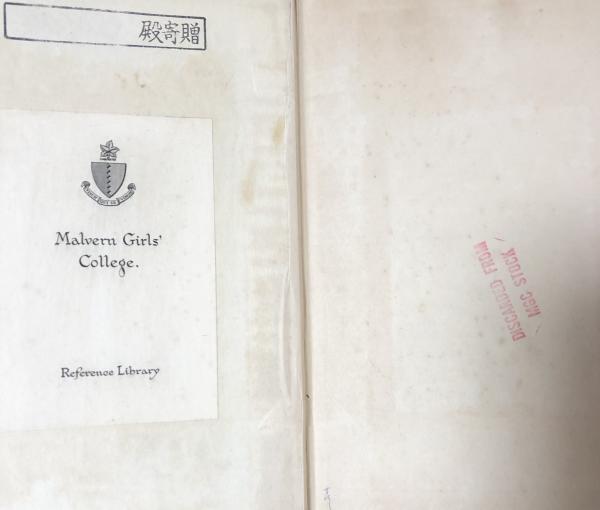 殿寄贈
Malvern Girls'
College.
Reference Library
DISCARDED FROM
MGC STOCK